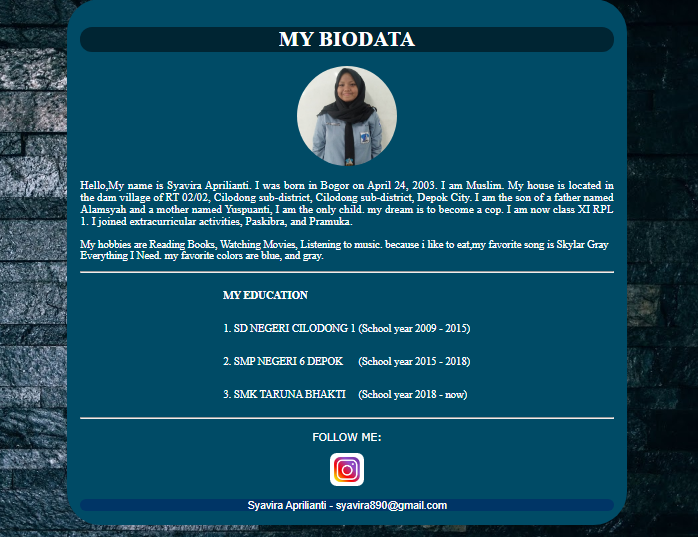 MY BIODATA
Hello,My name is Syavira Aprilianti. I was born in Bogor on April 24, 2003. I am Muslim. My house is located in
the dam village of RT 02/02, Cilodong sub-district, Cilodong sub-district, Depok City. I am the son of a father named
Alamsyah and a mother named Yuspuanti, I am the only child. my dream is to become a cop. I am now class XI RPL
1. I joined extracurricular activities, Paskibra, and Pramuka.
My hobbies are Reading Books, Watching Movies, Listening to music. because i like to eat,my favorite song is Skylar Gray
Everything I Need. my favorite colors are blue, and gray.
MY EDUCATION
1. SD NEGERI CILODONG 1 (School year 2009 - 2015)
2. SMP NEGERI 6 DEPOK (School year 2015 - 2018)
3. SMK TARUNA BHAKTI (School year 2018 - now)
FOLLOW ME:
Syavira Aprilianti - syavira890@gmail.com